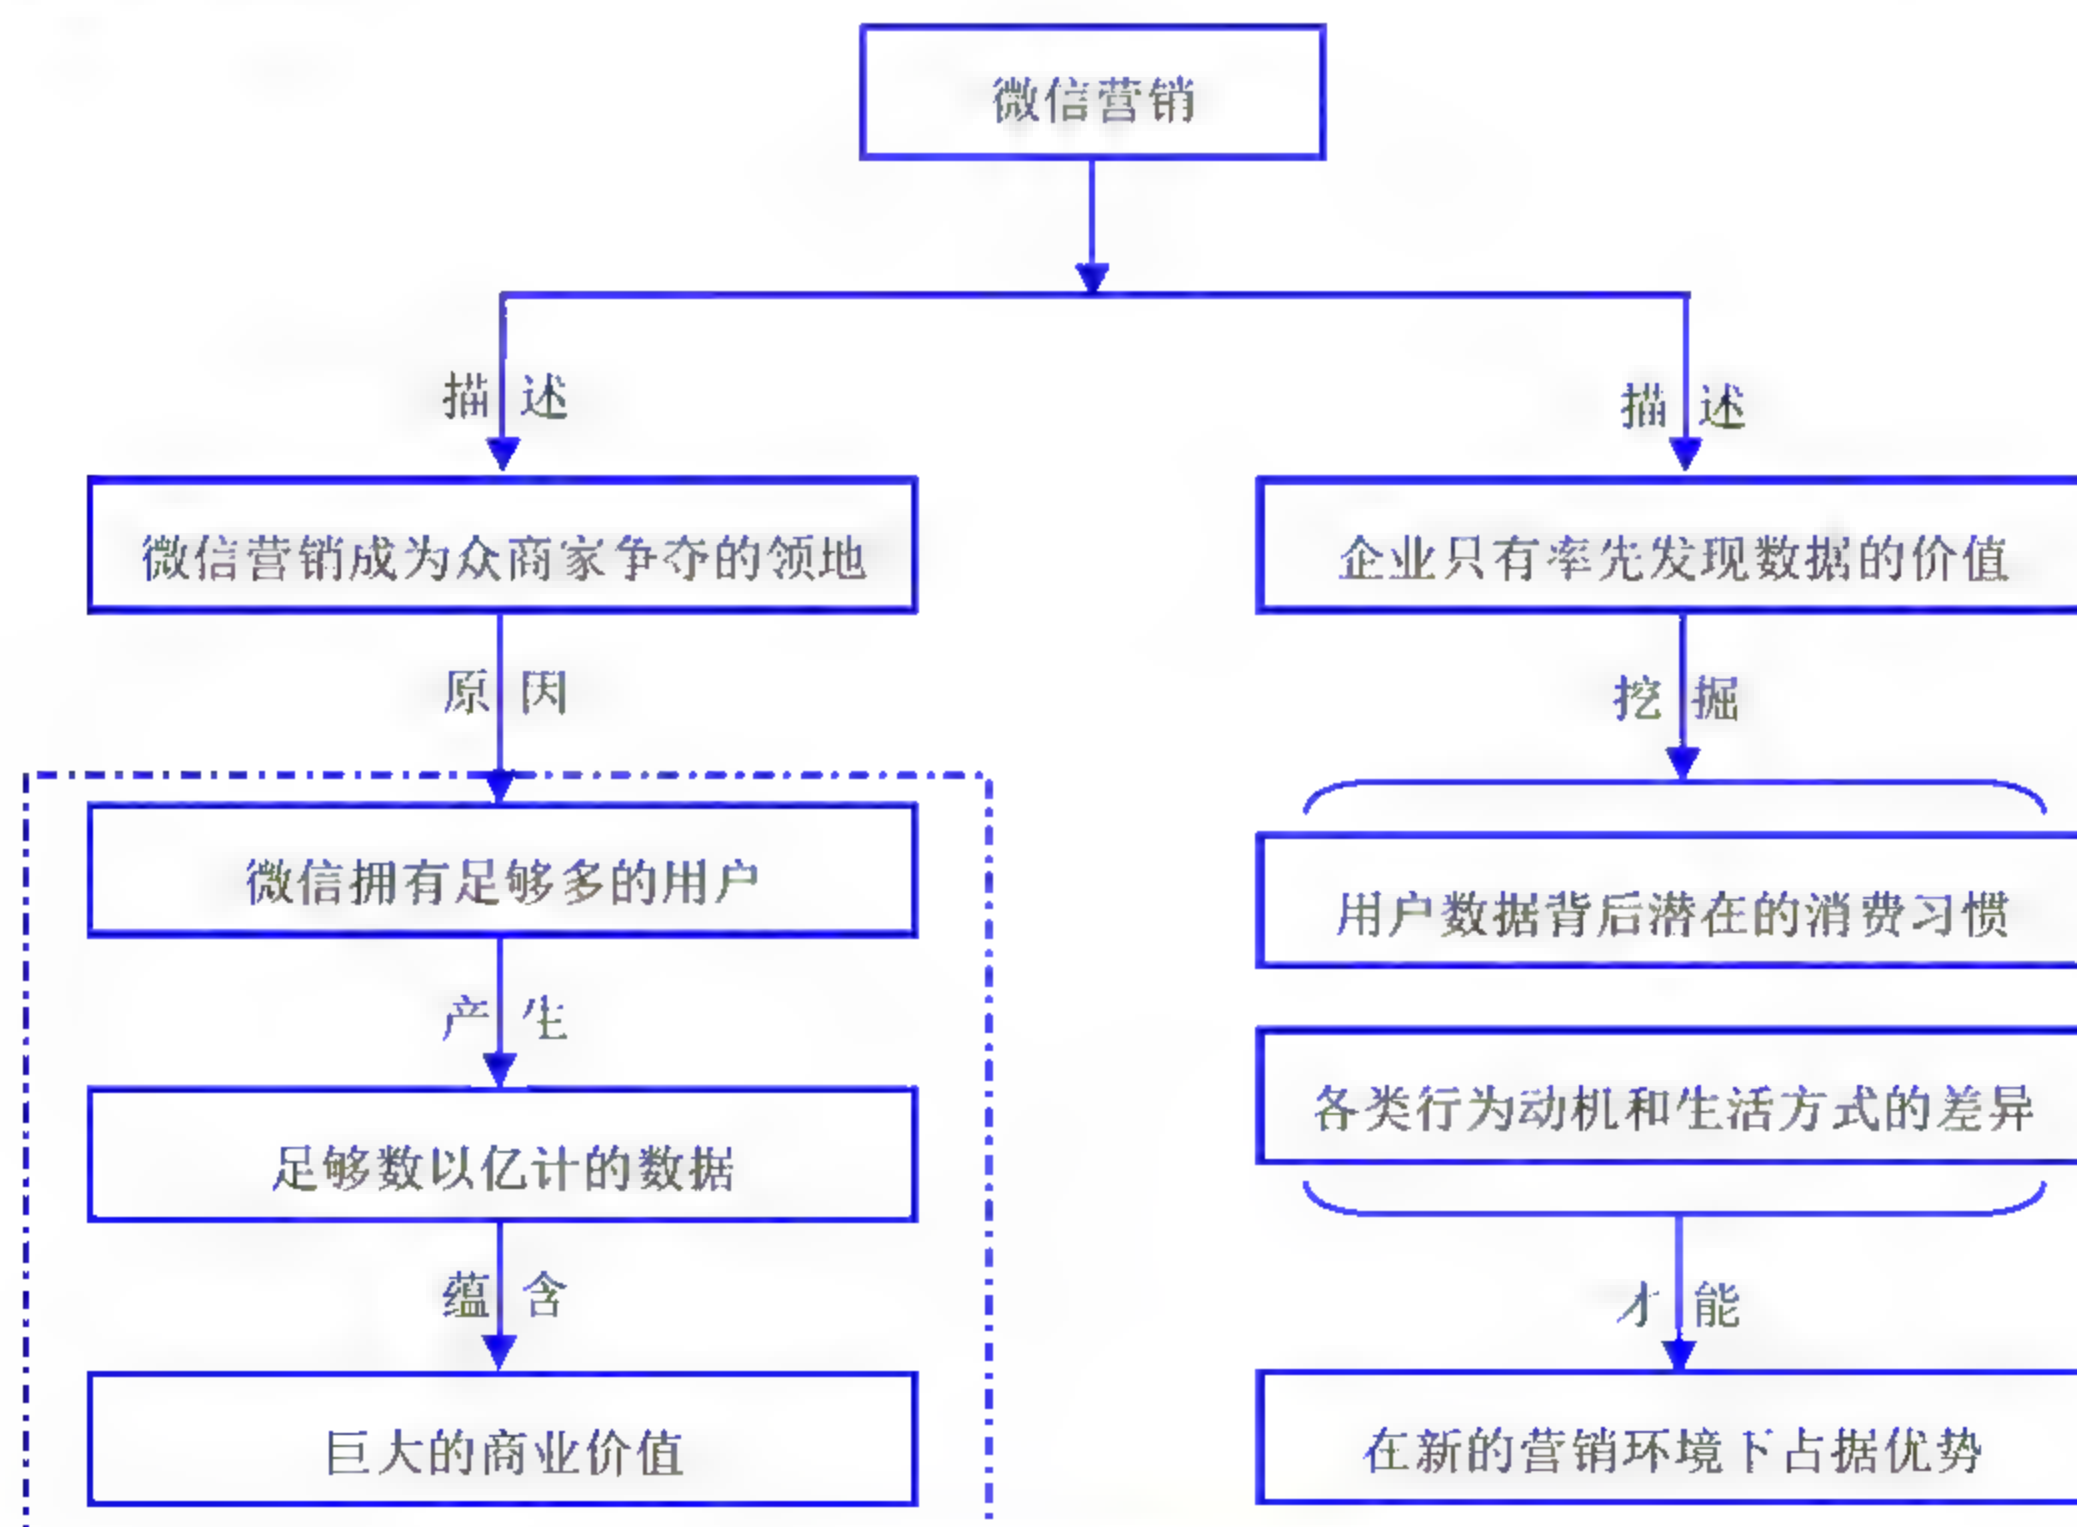 微信营销
描述
描述
微信营销成为众商家争夺的领地
企业只有率先发现数据的价值
原因
挖掘
微信拥有足够多的用户
用户数据背后潜在的消费习惯
产生
各类行为动机和生活方式的差异
足够数以亿计的数据
蕴含
才能
巨大的商业价值
在新的营销环境下占据优势